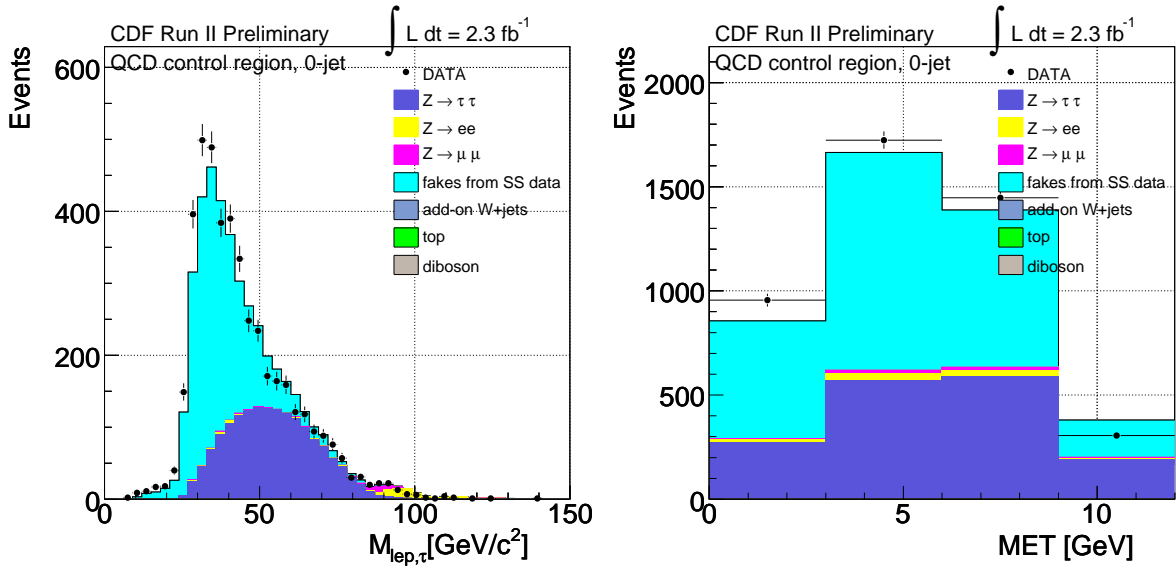 CDF Run II Preliminary ∫ L dt = 2.3 fb⁻¹
QCD control region, 0-jet
DATA
Z → τ τ
Z → ee
Z → μ μ
fakes from SS data
add-on W+jets
top
diboson
Events
600
400
200
0
0 50 100 150
M_lep,τ[GeV/c²]
CDF Run II Preliminary ∫ L dt = 2.3 fb⁻¹
QCD control region, 0-jet
DATA
Z → τ τ
Z → ee
Z → μ μ
fakes from SS data
add-on W+jets
top
diboson
Events
2000
1500
1000
500
0
0 5 10
MET [GeV]